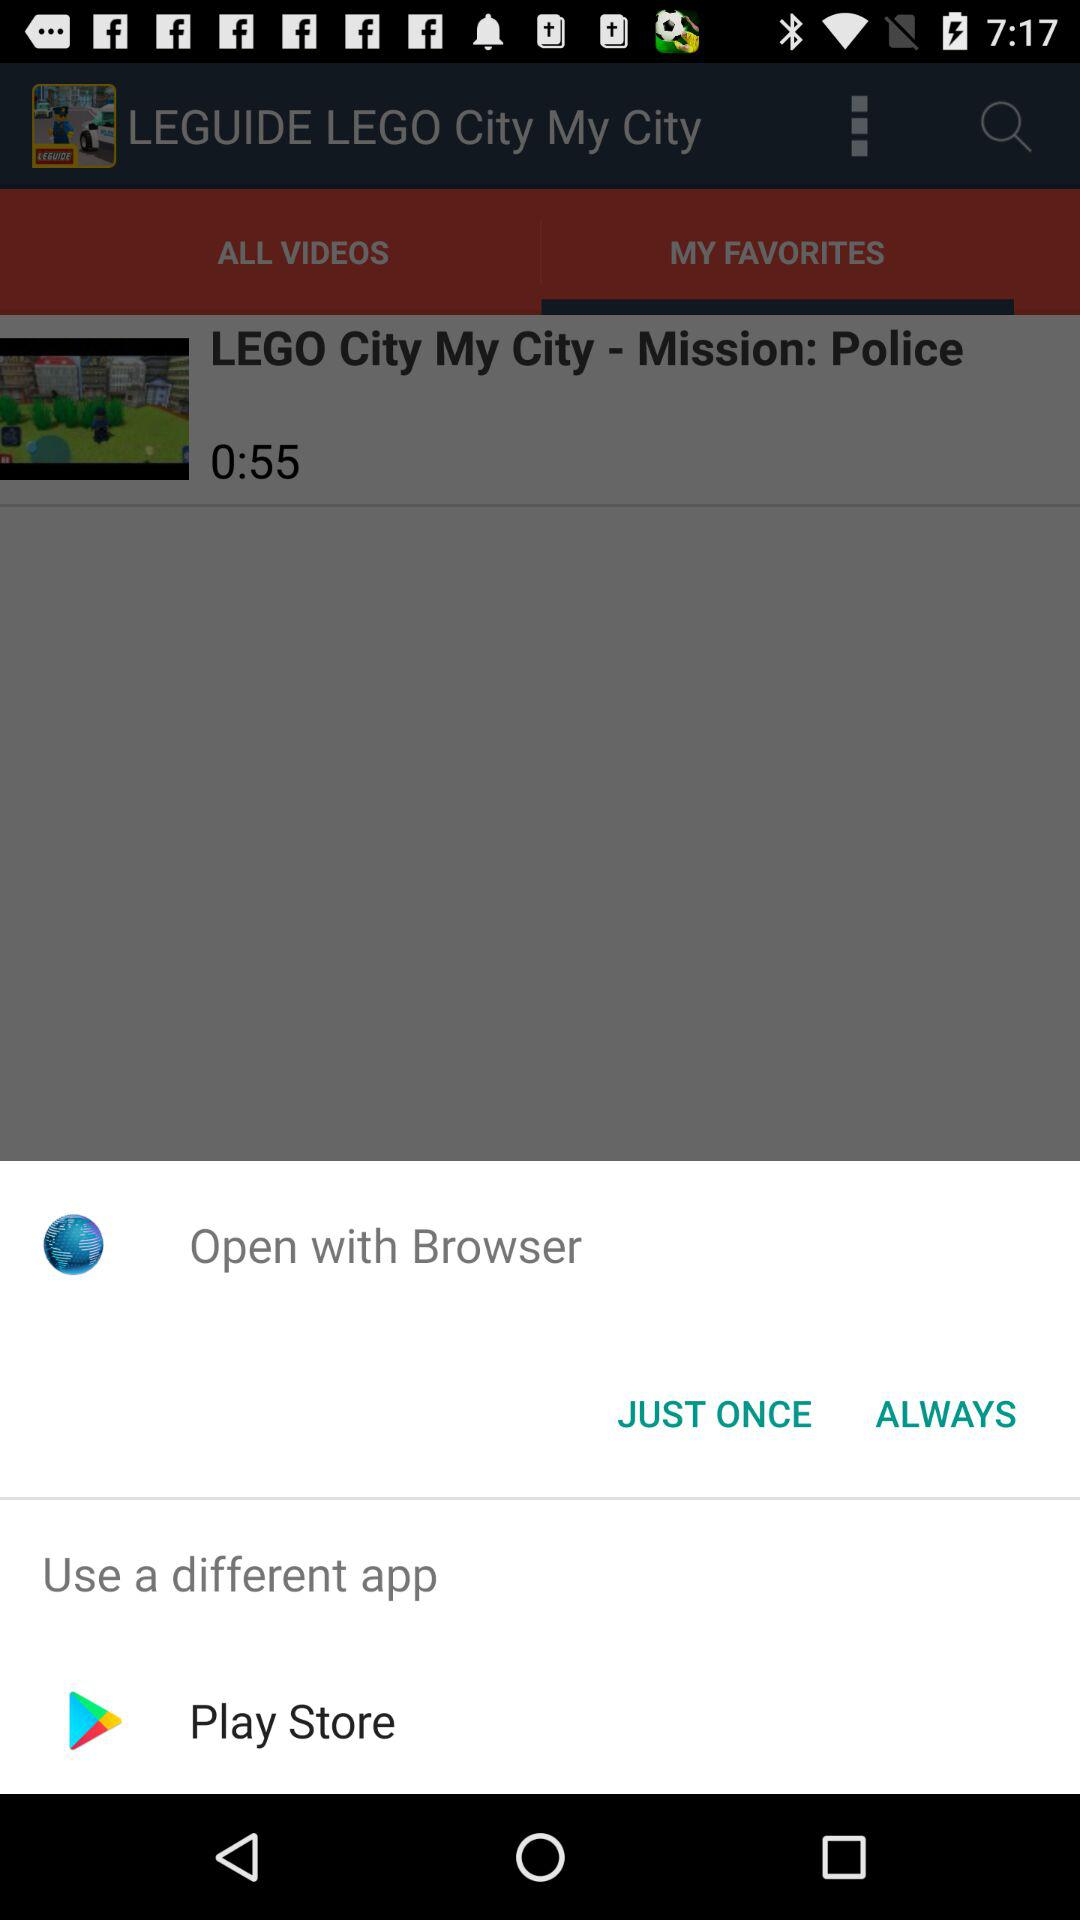 7:17
LEGUIDE
LEGUIDE LEGO City My City
ALL VIDEOS
MY FAVORITES
LEGO City My City - Mission: Police
0:55
Open with Browser
JUST ONCE
ALWAYS
Use a different app
Play Store